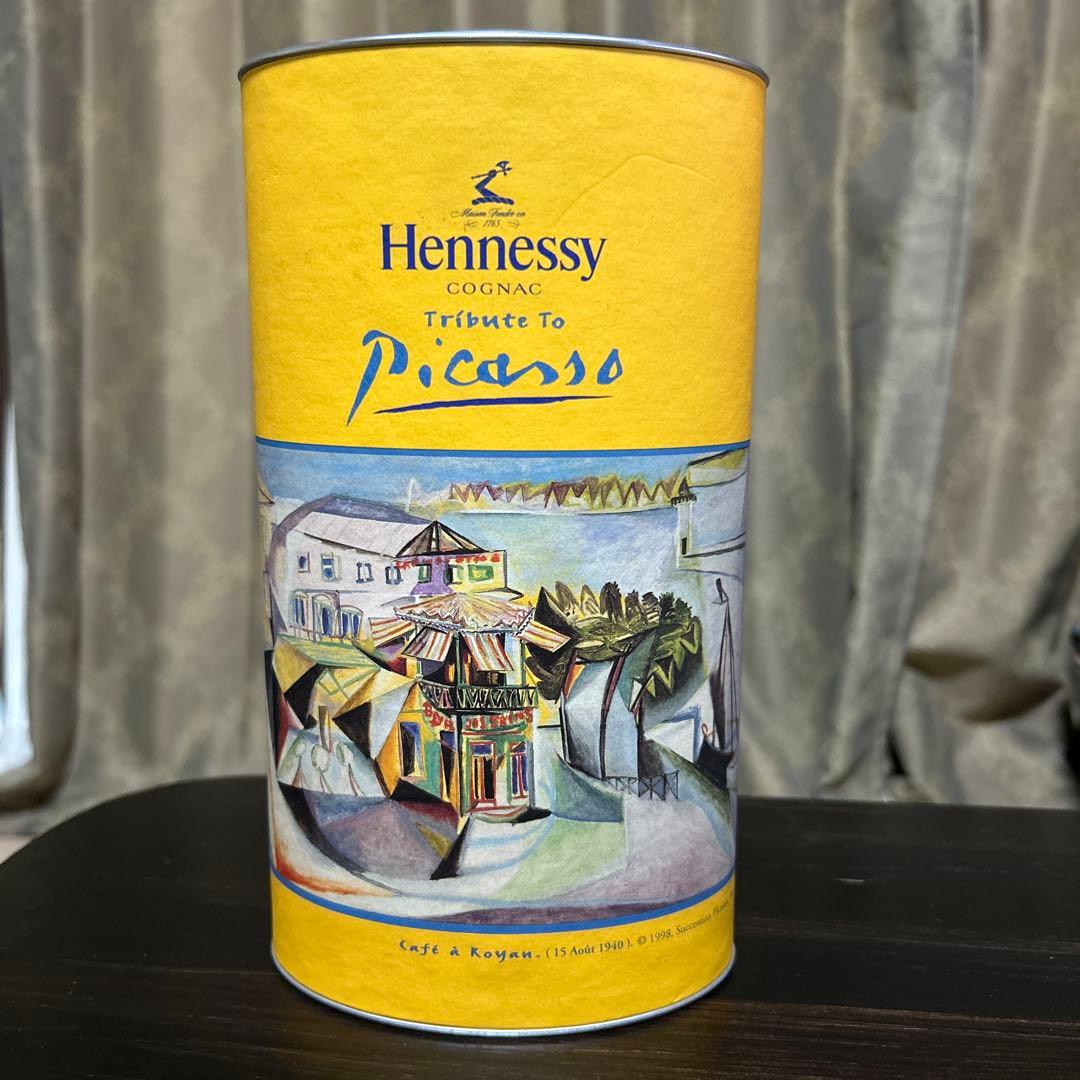 Maison Fondée en
1765
Hennessy
COGNAC
Tribute To
Picasso
Café à Royan. (15 Août 1940). © 1998, Succession Picasso